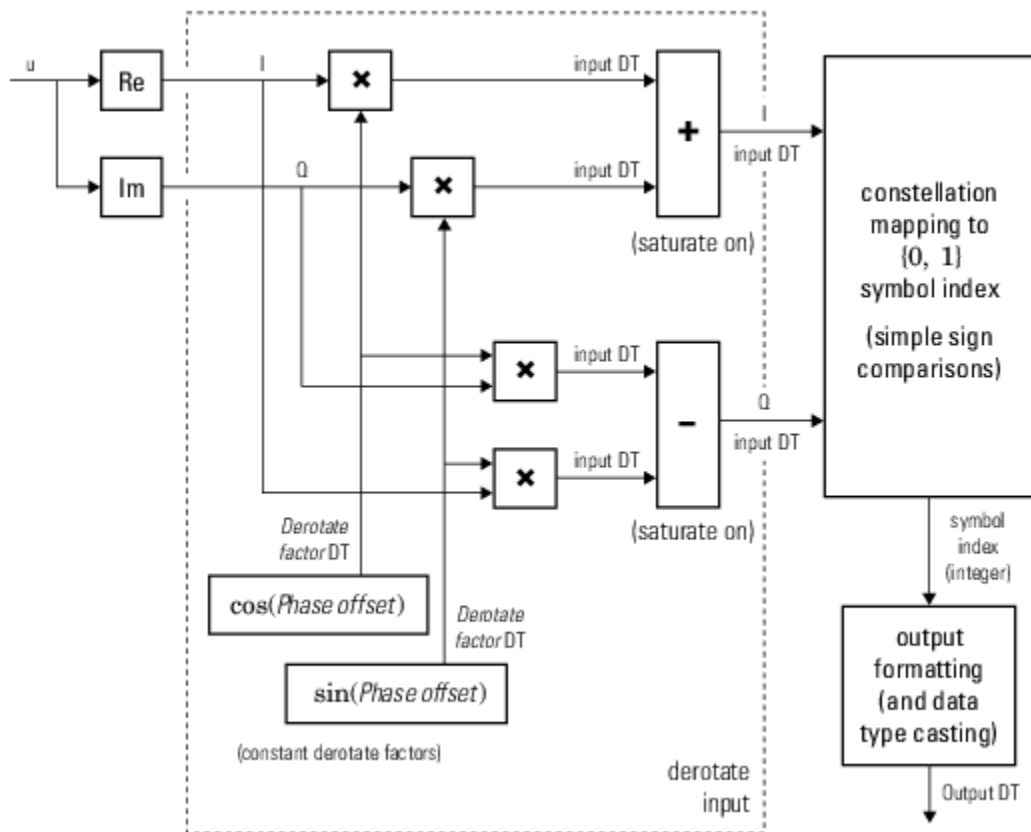 u
Re
I
×
input DT
+
I
input DT
Im
Q
×
input DT
(saturate on)
constellation
mapping to
{0, 1}
symbol index
(simple sign
comparisons)
×
input DT
−
Q
input DT
×
input DT
(saturate on)
Derotate
factor DT
cos(Phase offset)
Derotate
factor DT
sin(Phase offset)
(constant derotate factors)
derotate
input
symbol
index
(integer)
output
formatting
(and data
type casting)
Output DT